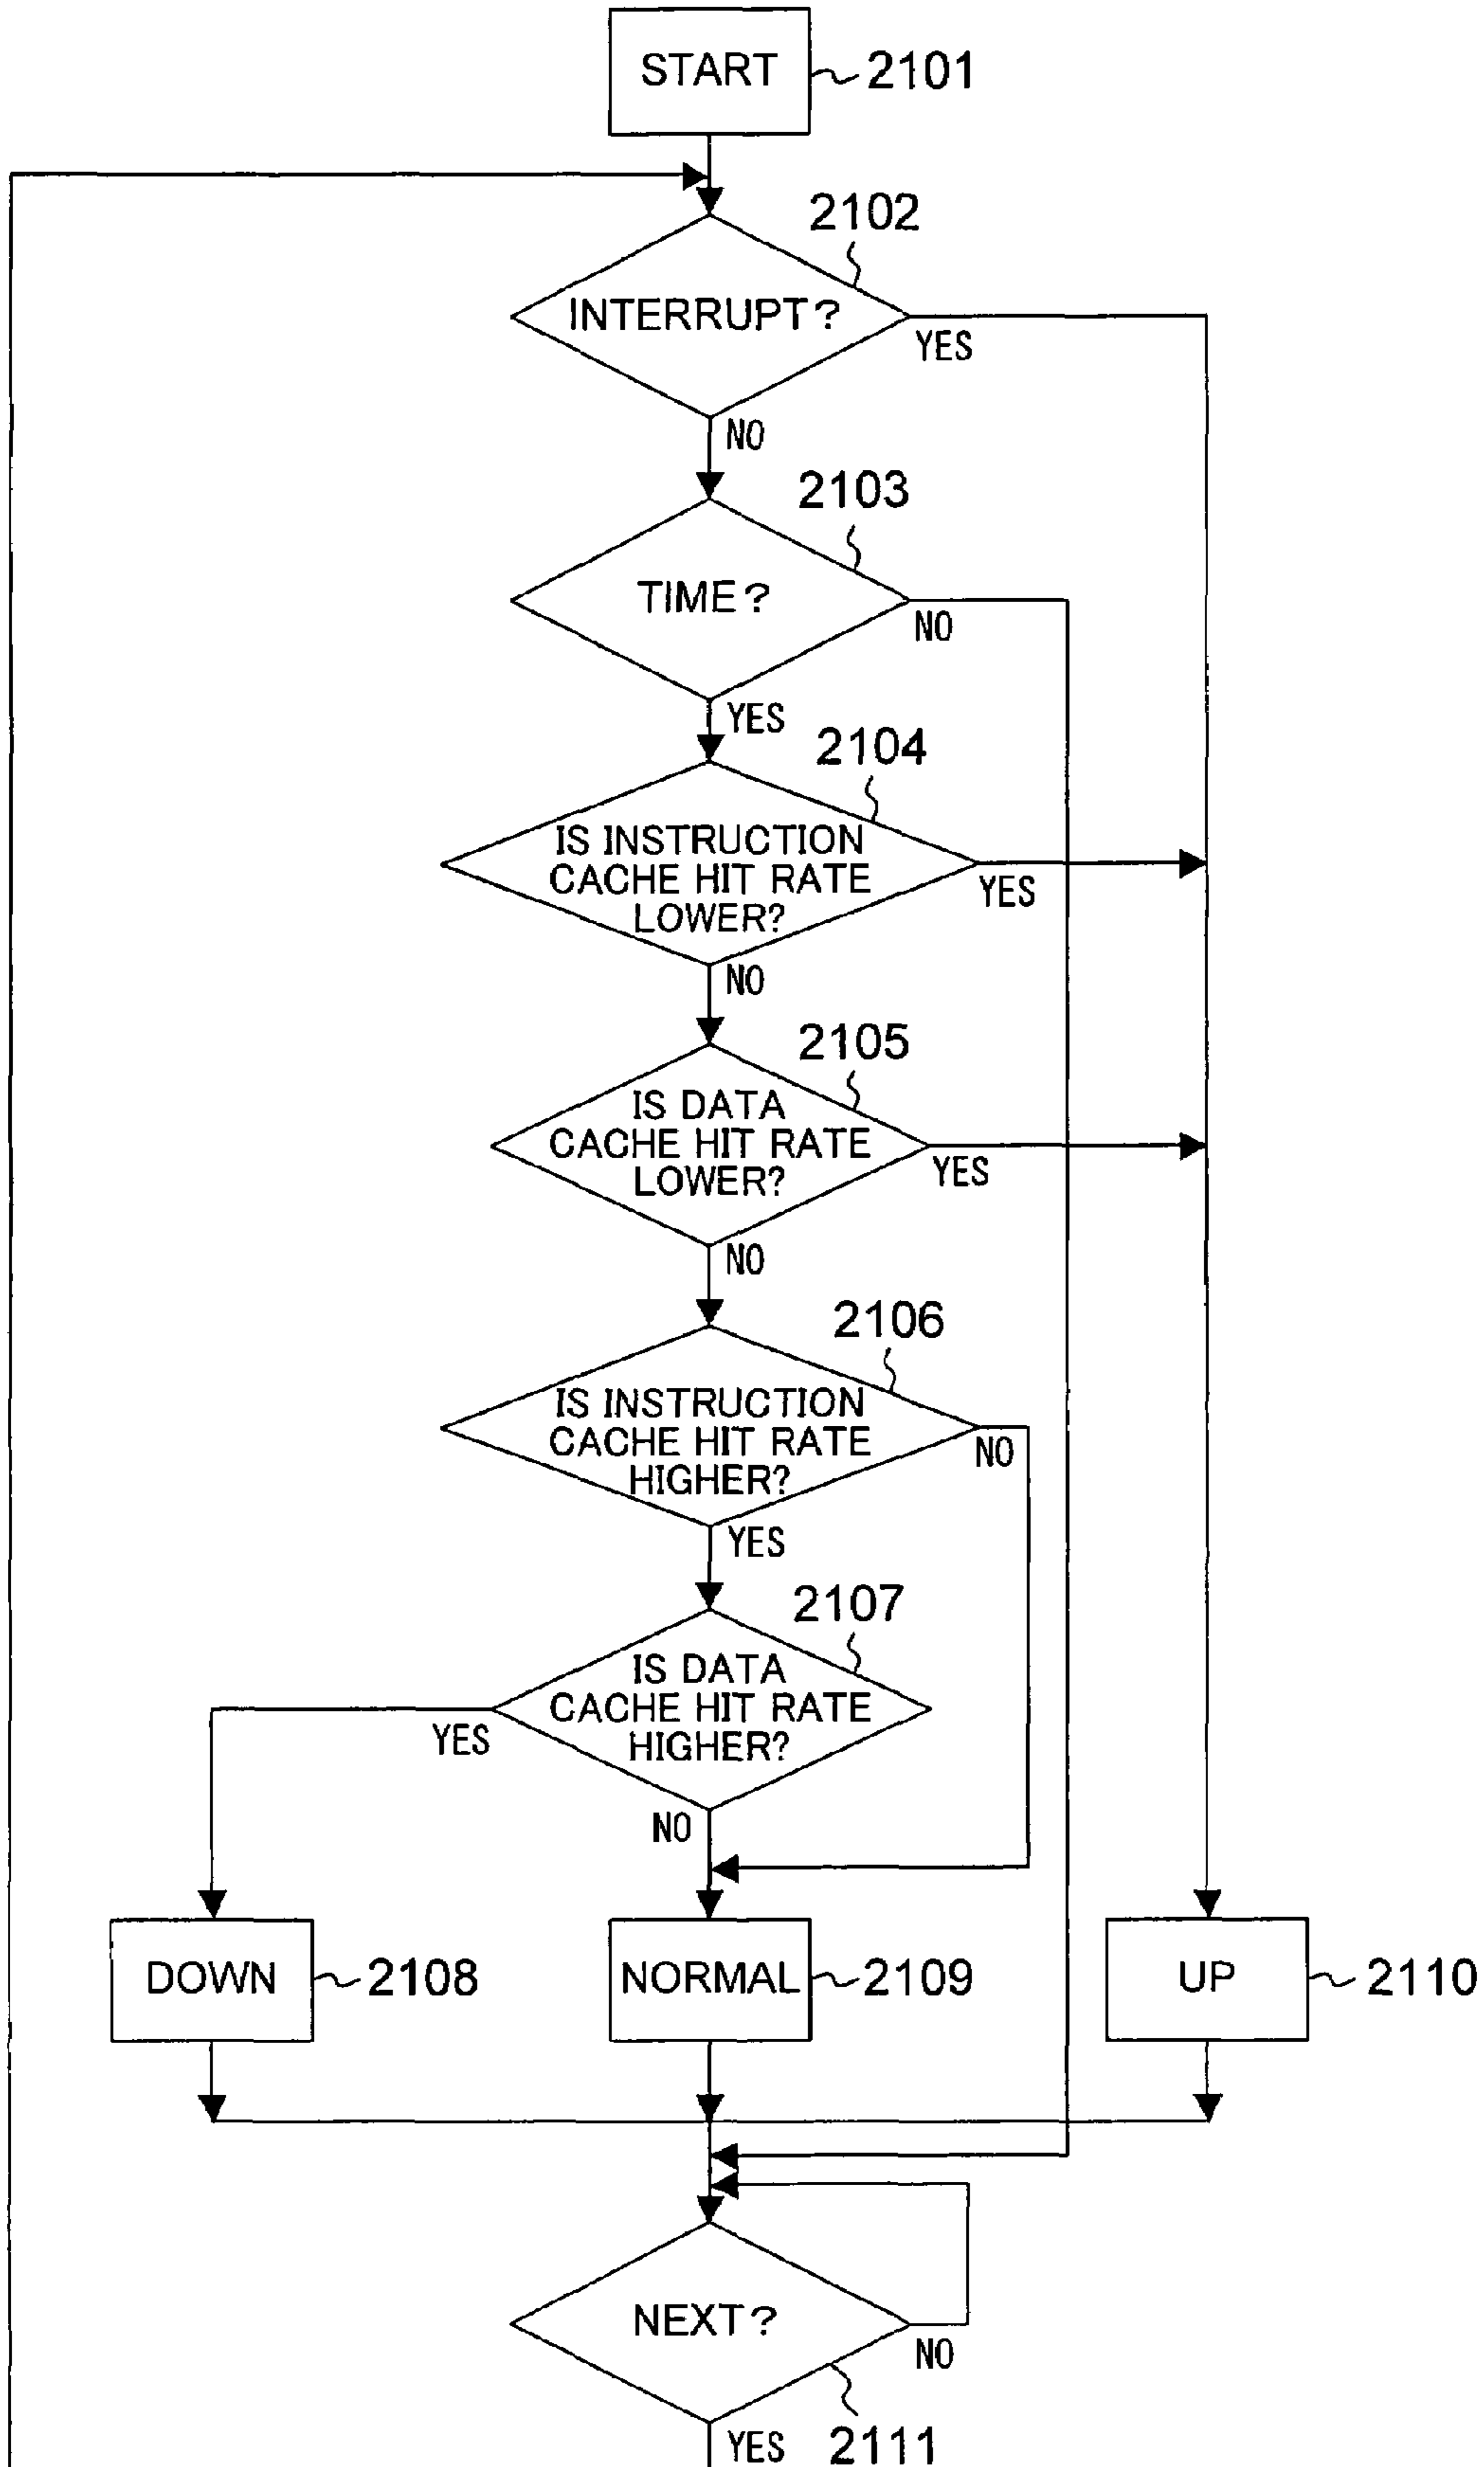 START
2101
2102
INTERRUPT?
YES
NO
2103
TIME?
NO
YES
2104
IS INSTRUCTION
CACHE HIT RATE
LOWER?
YES
NO
2105
IS DATA
CACHE HIT RATE
LOWER?
YES
NO
2106
IS INSTRUCTION
CACHE HIT RATE
HIGHER?
NO
YES
2107
IS DATA
CACHE HIT RATE
HIGHER?
YES
NO
DOWN
2108
NORMAL
2109
UP
2110
NEXT?
NO
YES
2111